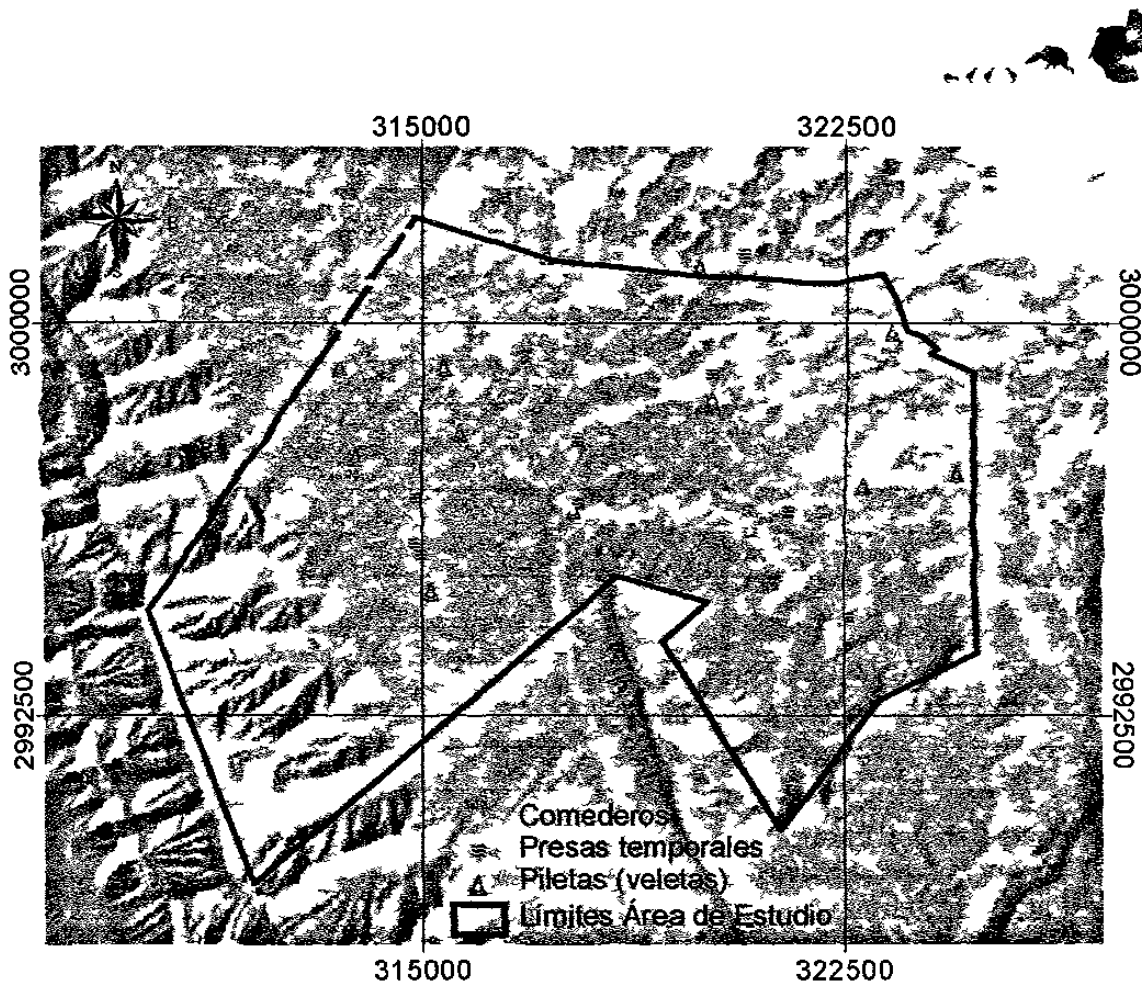 315000 322500
N
3000000 3000000
2992500 2992500
Comederos
Presas temporales
Piletas (veletas)
Límites Área de Estudio
315000 322500